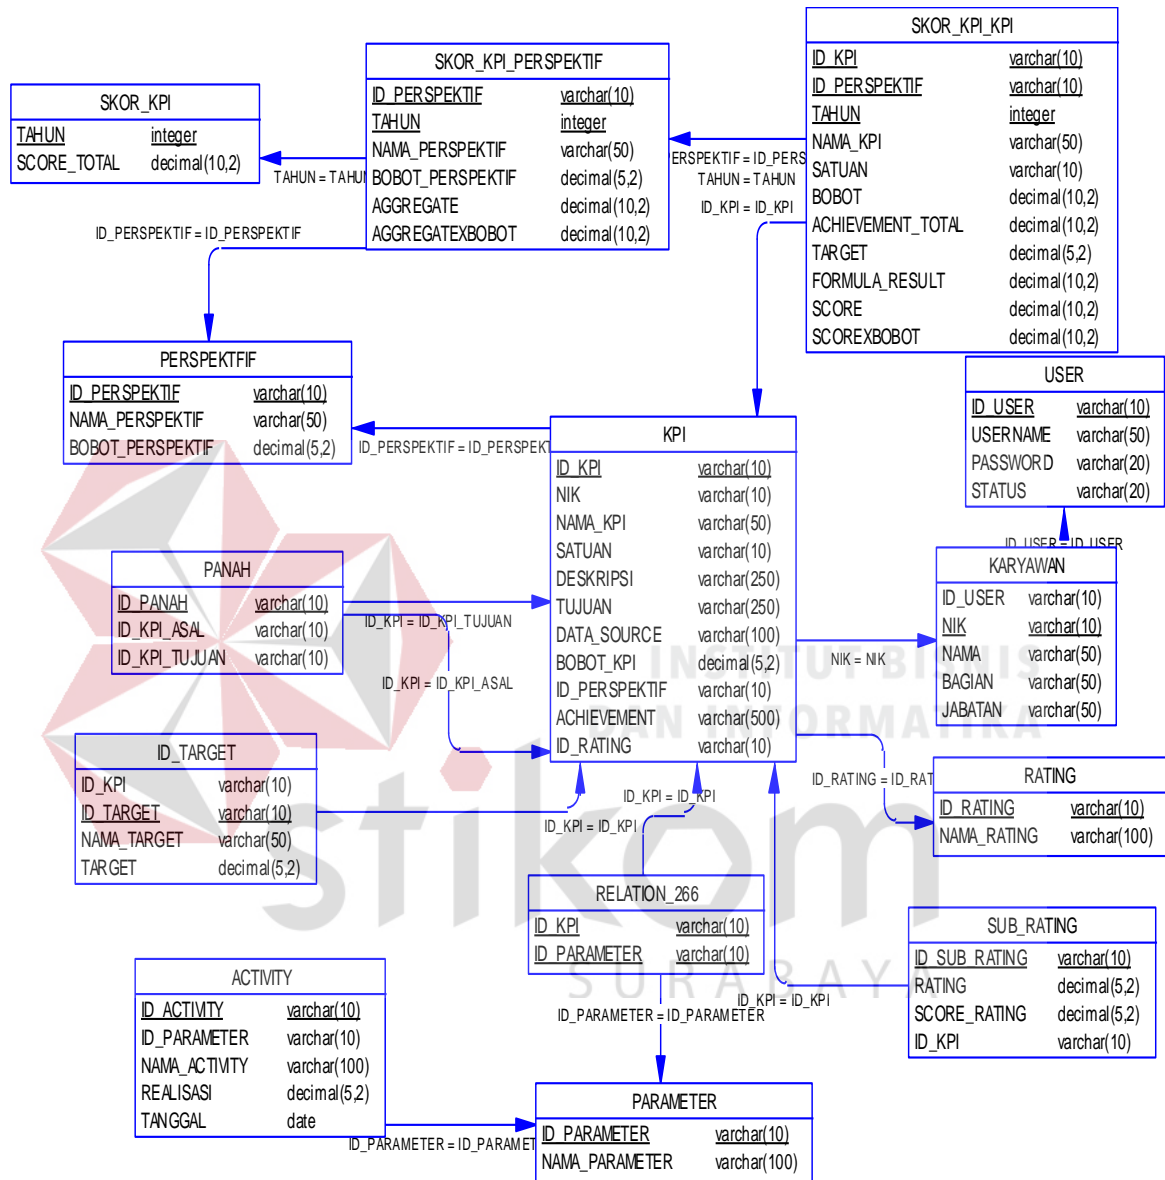 SKOR_KPI_KPI
ID_KPI varchar(10)
ID_PERSPEKTIF varchar(10)
TAHUN integer
NAMA_KPI varchar(50)
SATUAN varchar(10)
BOBOT decimal(10,2)
ACHIEVEMENT_TOTAL decimal(10,2)
TARGET decimal(5,2)
FORMULA_RESULT decimal(10,2)
SCORE decimal(10,2)
SCOREXBOBOT decimal(10,2)
SKOR_KPI_PERSPEKTIF
ID_PERSPEKTIF varchar(10)
TAHUN integer
NAMA_PERSPEKTIF varchar(50)
BOBOT_PERSPEKTIF decimal(5,2)
AGGREGATE decimal(10,2)
AGGREGATEXBOBOT decimal(10,2)
SKOR_KPI
TAHUN integer
SCORE_TOTAL decimal(10,2)
TAHUN = TAHUN
ERSPEKTIF = ID_PERS
TAHUN = TAHUN
ID_KPI = ID_KPI
ID_PERSPEKTIF = ID_PERSPEKTIF
PERSPEKTFIF
ID_PERSPEKTIF varchar(10)
NAMA_PERSPEKTIF varchar(50)
BOBOT_PERSPEKTIF decimal(5,2)
ID_PERSPEKTIF = ID_PERSPEKT
USER
ID_USER varchar(10)
USERNAME varchar(50)
PASSWORD varchar(20)
STATUS varchar(20)
ID_USER = ID_USER
KPI
ID_KPI varchar(10)
NIK varchar(10)
NAMA_KPI varchar(50)
SATUAN varchar(10)
DESKRIPSI varchar(250)
TUJUAN varchar(250)
DATA_SOURCE varchar(100)
BOBOT_KPI decimal(5,2)
ID_PERSPEKTIF varchar(10)
ACHIEVEMENT varchar(500)
ID_RATING varchar(10)
KARYAWAN
ID_USER varchar(10)
NIK varchar(10)
NAMA varchar(50)
BAGIAN varchar(50)
JABATAN varchar(50)
NIK = NIK
PANAH
ID_PANAH varchar(10)
ID_KPI_ASAL varchar(10)
ID_KPI_TUJUAN varchar(10)
ID_KPI = ID_KPI_TUJUAN
ID_KPI = ID_KPI_ASAL
INSTITUT BISNIS
DAN INFORMATIKA
stikom
SURABAYA
ID_TARGET
ID_KPI varchar(10)
ID_TARGET varchar(10)
NAMA_TARGET varchar(50)
TARGET decimal(5,2)
ID_KPI = ID_KPI
ID_KPI = ID_KPI
ID_RATING = ID_RAT
RATING
ID_RATING varchar(10)
NAMA_RATING varchar(100)
RELATION_266
ID_KPI varchar(10)
ID_PARAMETER varchar(10)
SUB_RATING
ID_SUB_RATING varchar(10)
RATING decimal(5,2)
SCORE_RATING decimal(5,2)
ID_KPI varchar(10)
ID_KPI = ID_KPI
ID_PARAMETER = ID_PARAMETER
ACTIVITY
ID_ACTIVITY varchar(10)
ID_PARAMETER varchar(10)
NAMA_ACTIVITY varchar(100)
REALISASI decimal(5,2)
TANGGAL date
ID_PARAMETER = ID_PARAMET
PARAMETER
ID_PARAMETER varchar(10)
NAMA_PARAMETER varchar(100)